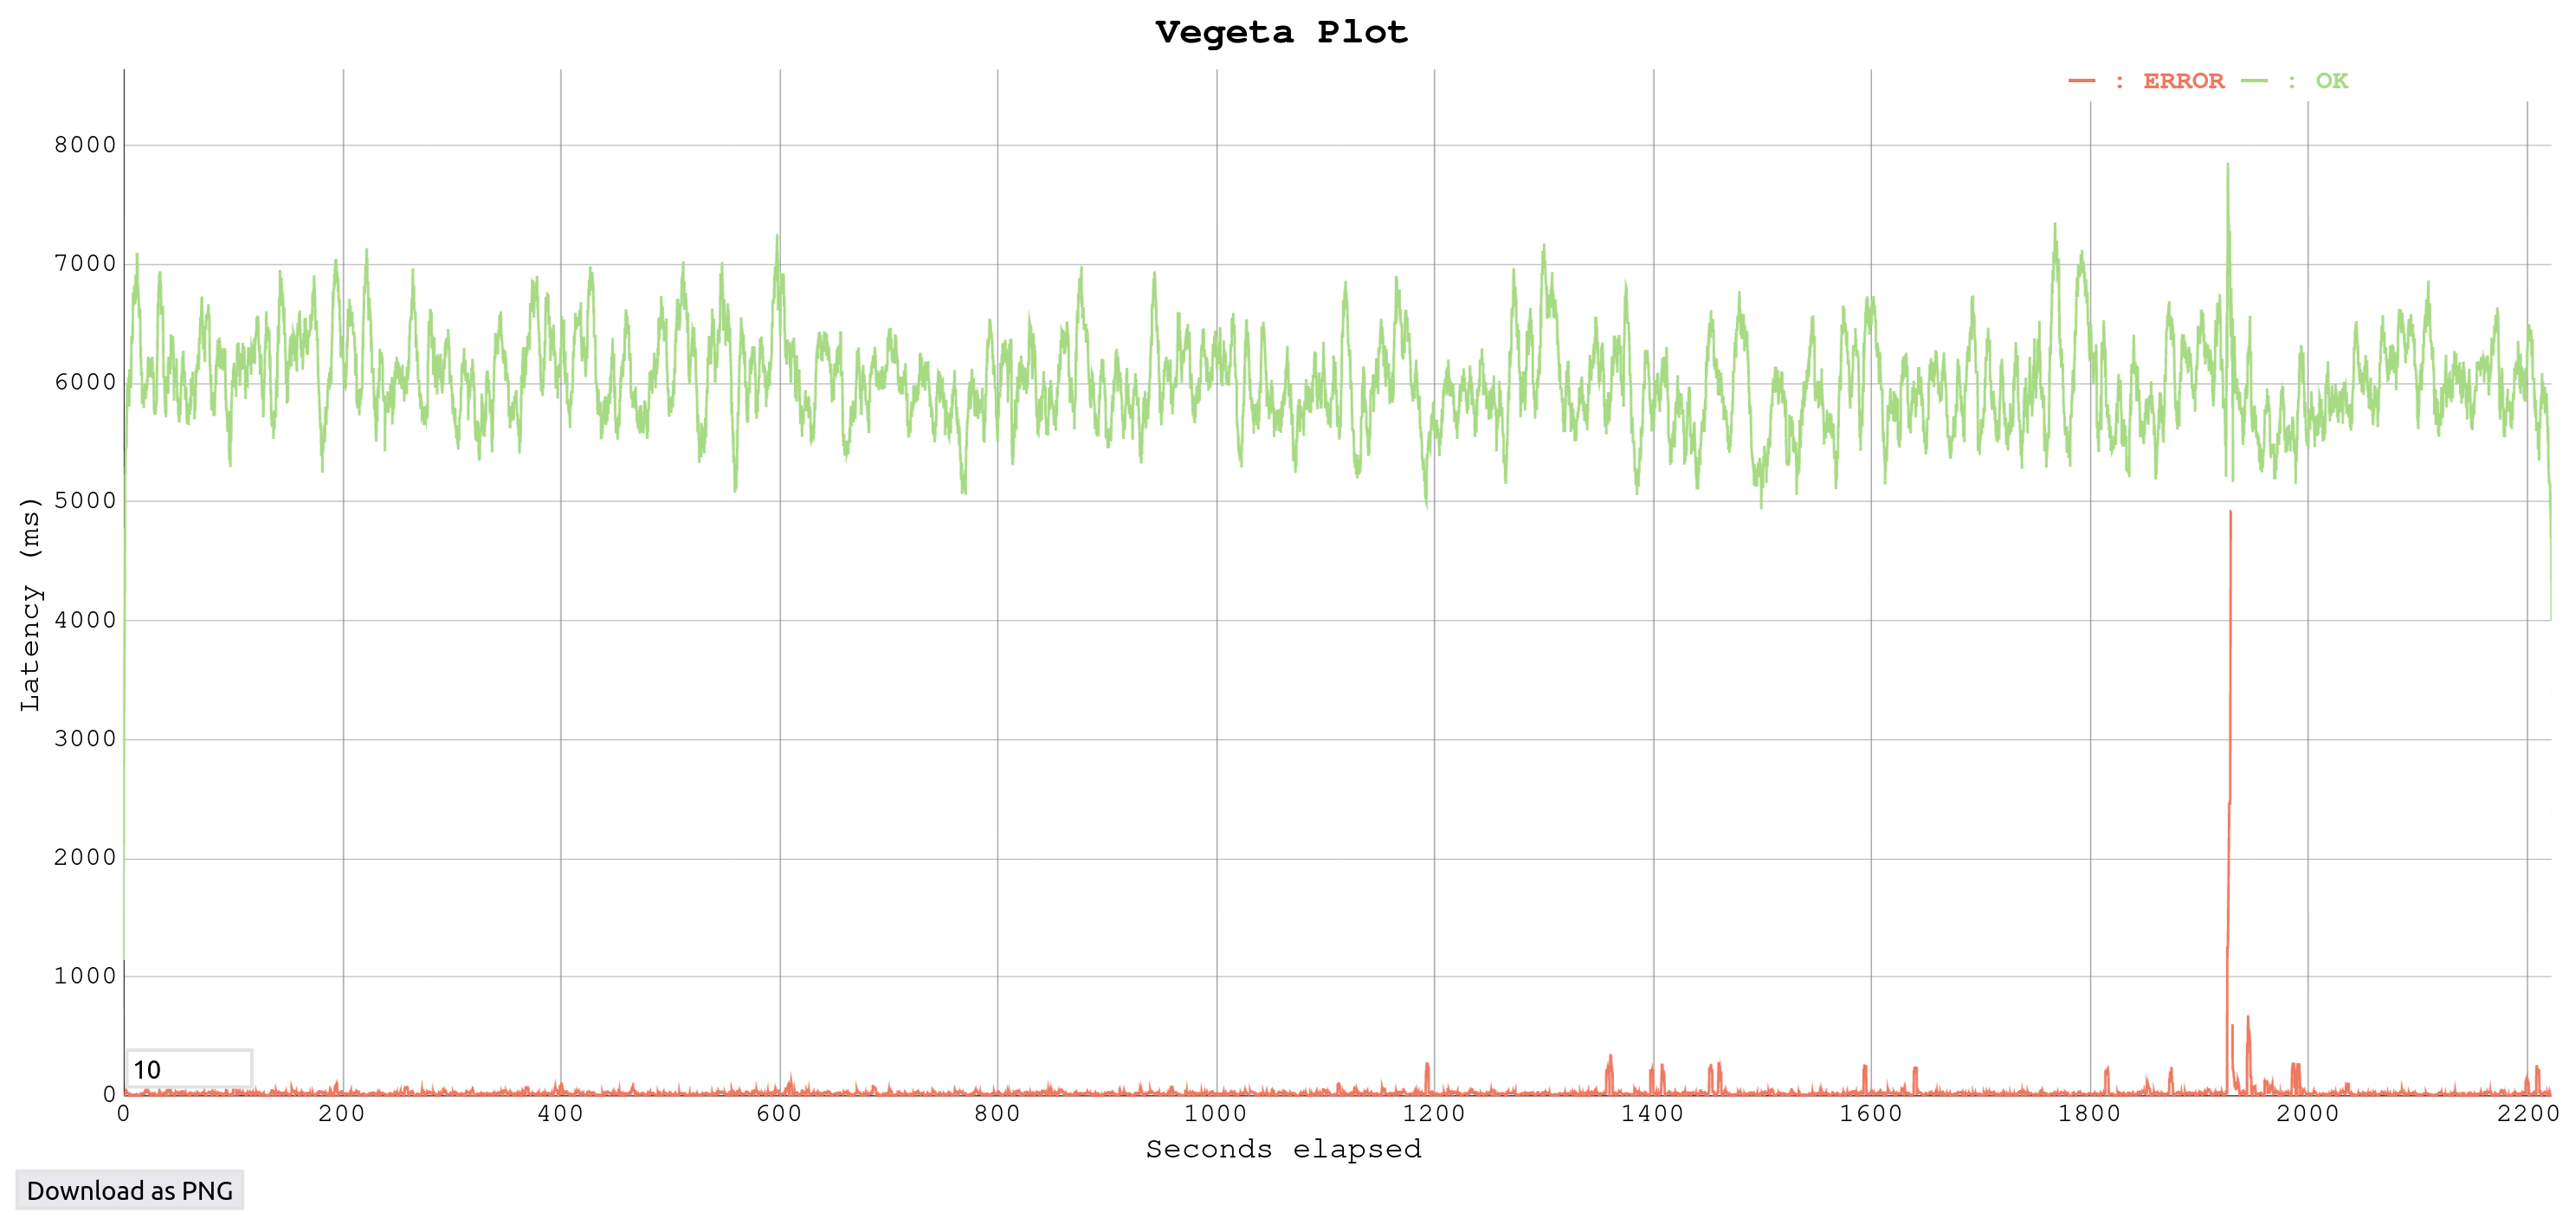 Vegeta Plot
— : ERROR — : OK
8000
7000
6000
5000
4000
3000
2000
1000
0
Latency (ms)
10
0 200 400 600 800 1000 1200 1400 1600 1800 2000 2200
Seconds elapsed
Download as PNG